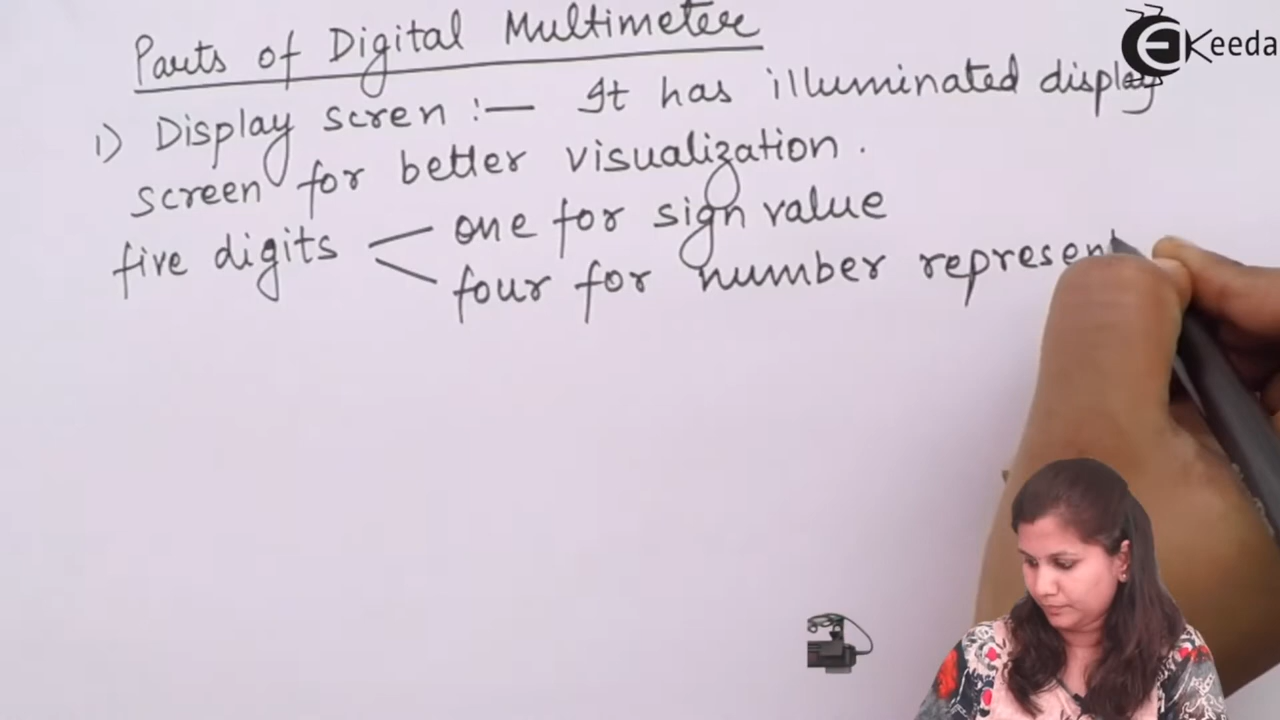 Parts of Digital Multimeter
Keeda
1) Display scren :— It has illuminated display
screen for better visualization.
five digits
one for sign value
four for number represent